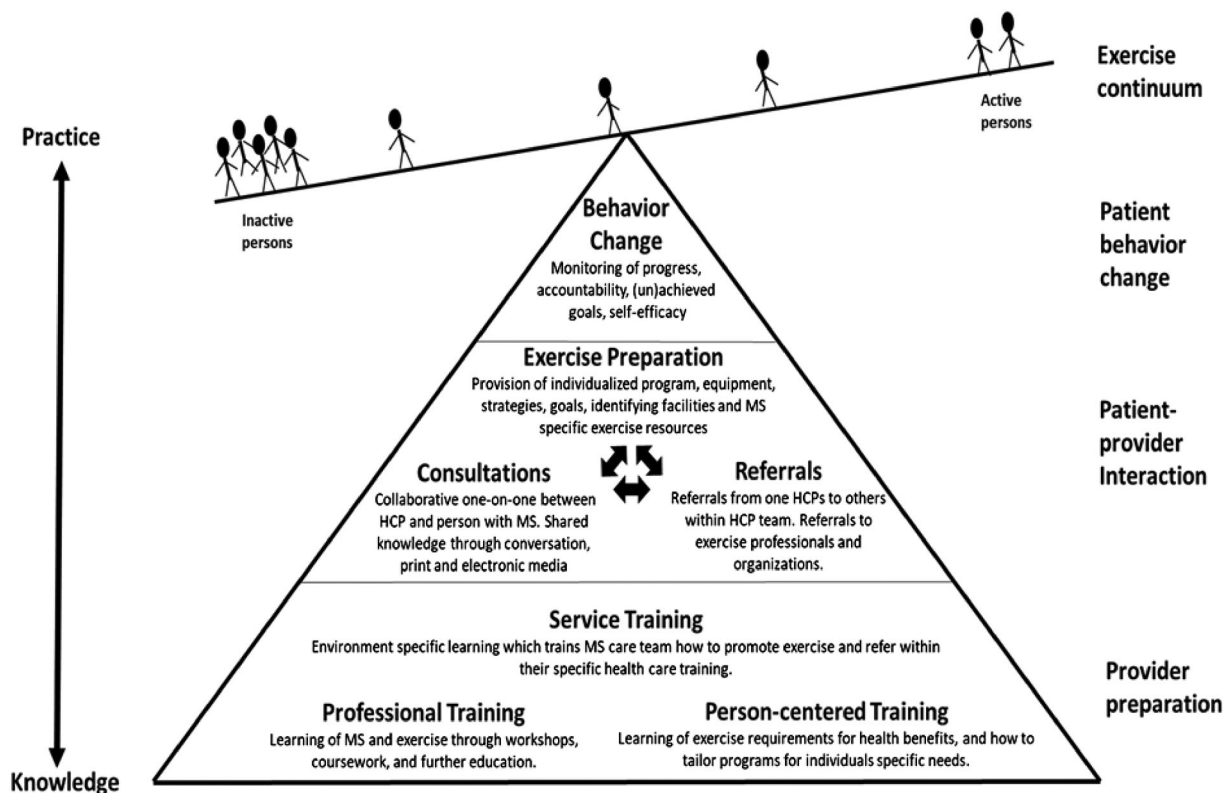 Exercise
continuum
Active
persons
Practice
Inactive
persons
Behavior
Change
Monitoring of progress,
accountability, (un)achieved
goals, self-efficacy
Patient
behavior
change
Exercise Preparation
Provision of individualized program, equipment,
strategies, goals, identifying facilities and MS
specific exercise resources
Consultations
Collaborative one-on-one between
HCP and person with MS. Shared
knowledge through conversation,
print and electronic media
Referrals
Referrals from one HCPs to others
within HCP team. Referrals to
exercise professionals and
organizations.
Patient-
provider
Interaction
Service Training
Environment specific learning which trains MS care team how to promote exercise and refer within
their specific health care training.
Professional Training
Learning of MS and exercise through workshops,
coursework, and further education.
Person-centered Training
Learning of exercise requirements for health benefits, and how to
tailor programs for individuals specific needs.
Provider
preparation
Knowledge